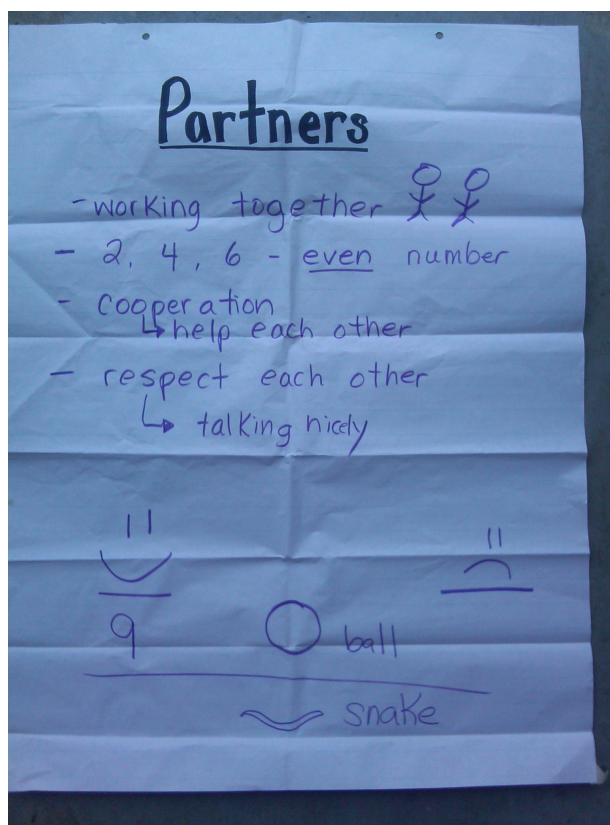 Partners
- working together
- 2, 4, 6 - even number
- cooperation
help each other
- respect each other
talking nicely
9
ball
snake